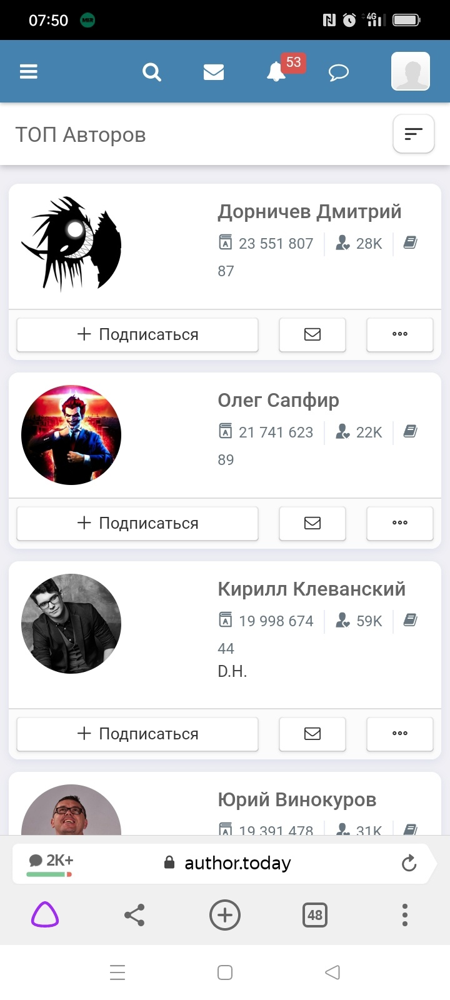 07:50 MIR 4G
53
ТОП Авторов
Дорничев Дмитрий
23 551 807 28K
87
+ Подписаться
Олег Сапфир
21 741 623 22K
89
+ Подписаться
Кирилл Клеванский
19 998 674 59K
44
D.H.
+ Подписаться
Юрий Винокуров
19 391 478 31K
2K+ author.today
48